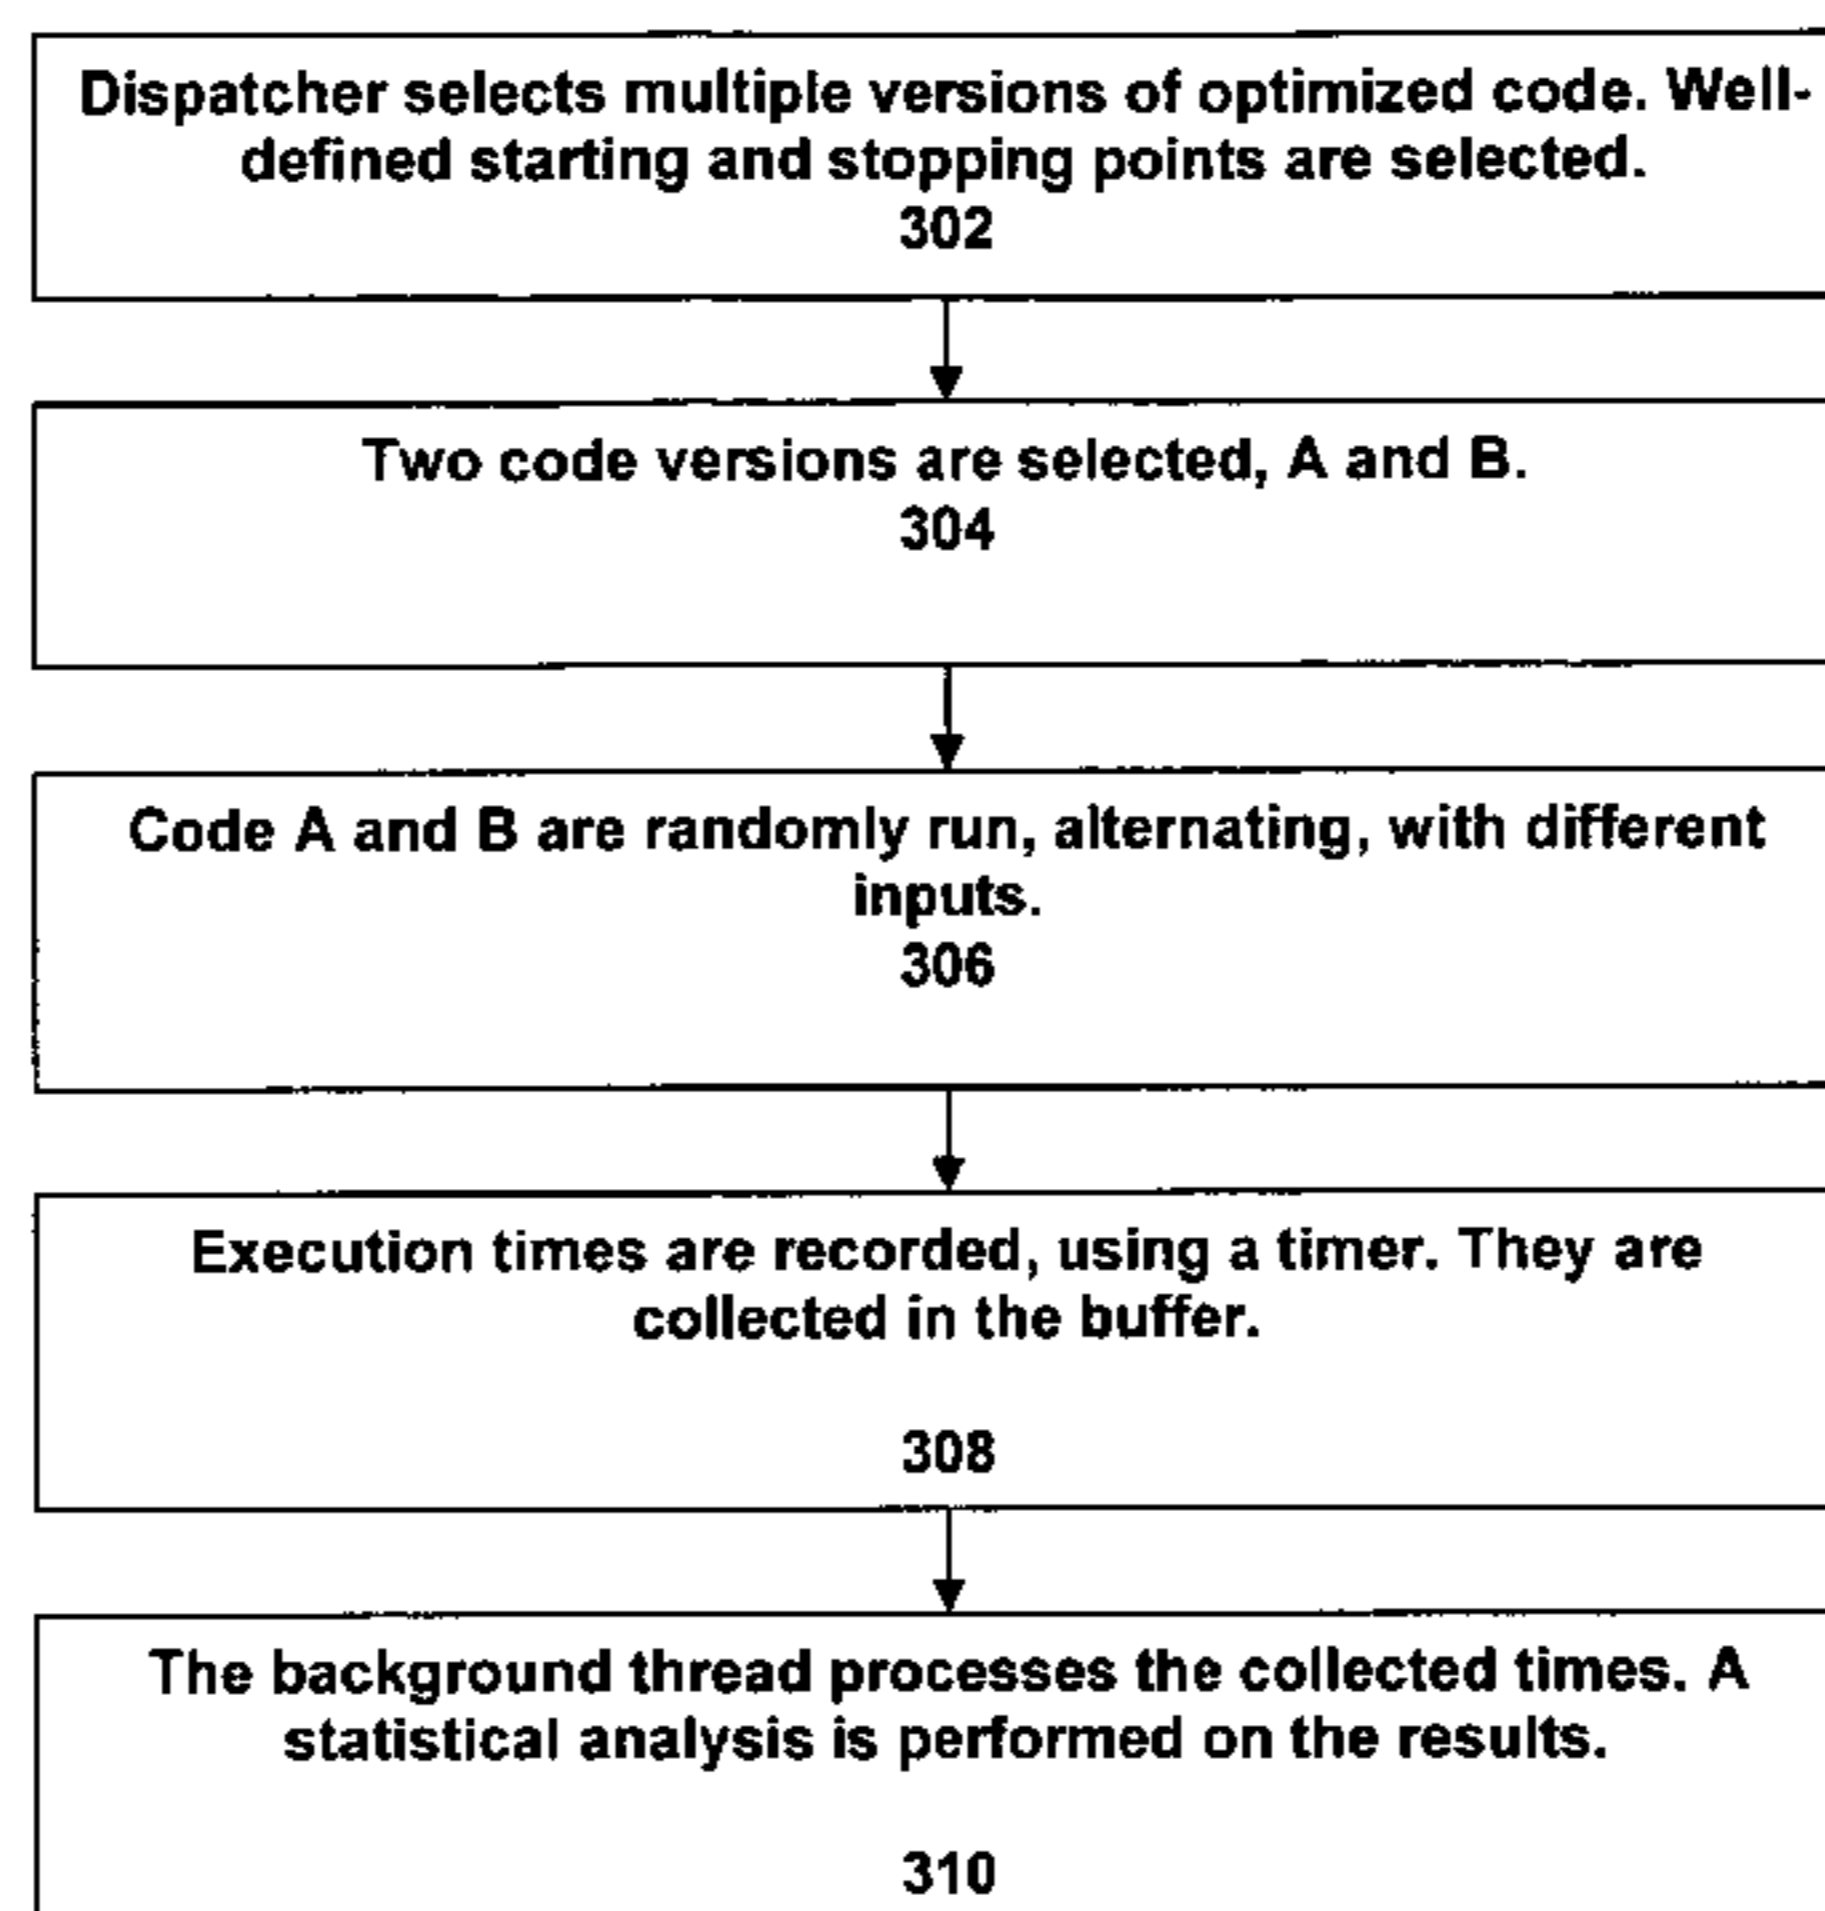 Dispatcher selects multiple versions of optimized code. Well-
defined starting and stopping points are selected.
302
Two code versions are selected, A and B.
304
Code A and B are randomly run, alternating, with different
inputs.
306
Execution times are recorded, using a timer. They are
collected in the buffer.
308
The background thread processes the collected times. A
statistical analysis is performed on the results.
310